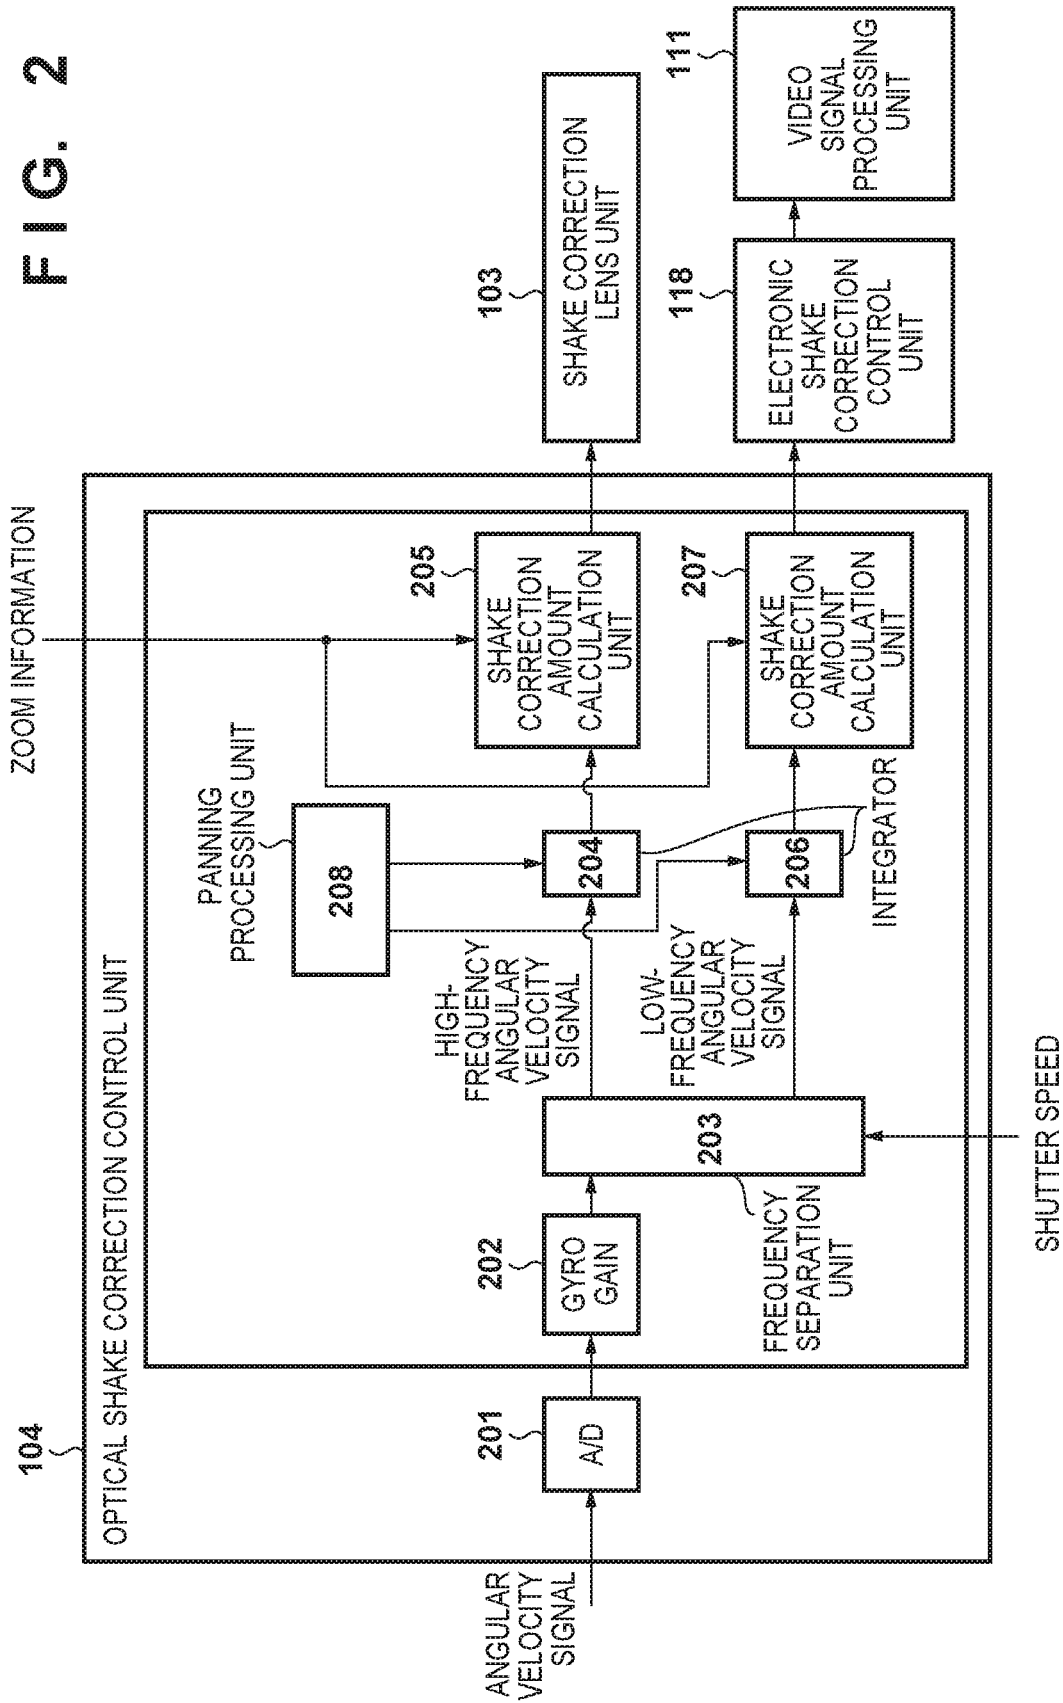 FIG. 2
ZOOM INFORMATION
104
OPTICAL SHAKE CORRECTION CONTROL UNIT
PANNING
PROCESSING UNIT
208
ANGULAR
VELOCITY
SIGNAL
201
A/D
202
GYRO
GAIN
203
FREQUENCY
SEPARATION
UNIT
HIGH-
FREQUENCY
ANGULAR
VELOCITY
SIGNAL
204
205
SHAKE
CORRECTION
AMOUNT
CALCULATION
UNIT
103
SHAKE CORRECTION
LENS UNIT
LOW-
FREQUENCY
ANGULAR
VELOCITY
SIGNAL
206
INTEGRATOR
207
SHAKE
CORRECTION
AMOUNT
CALCULATION
UNIT
118
ELECTRONIC
SHAKE
CORRECTION
CONTROL
UNIT
111
VIDEO
SIGNAL
PROCESSING
UNIT
SHUTTER SPEED